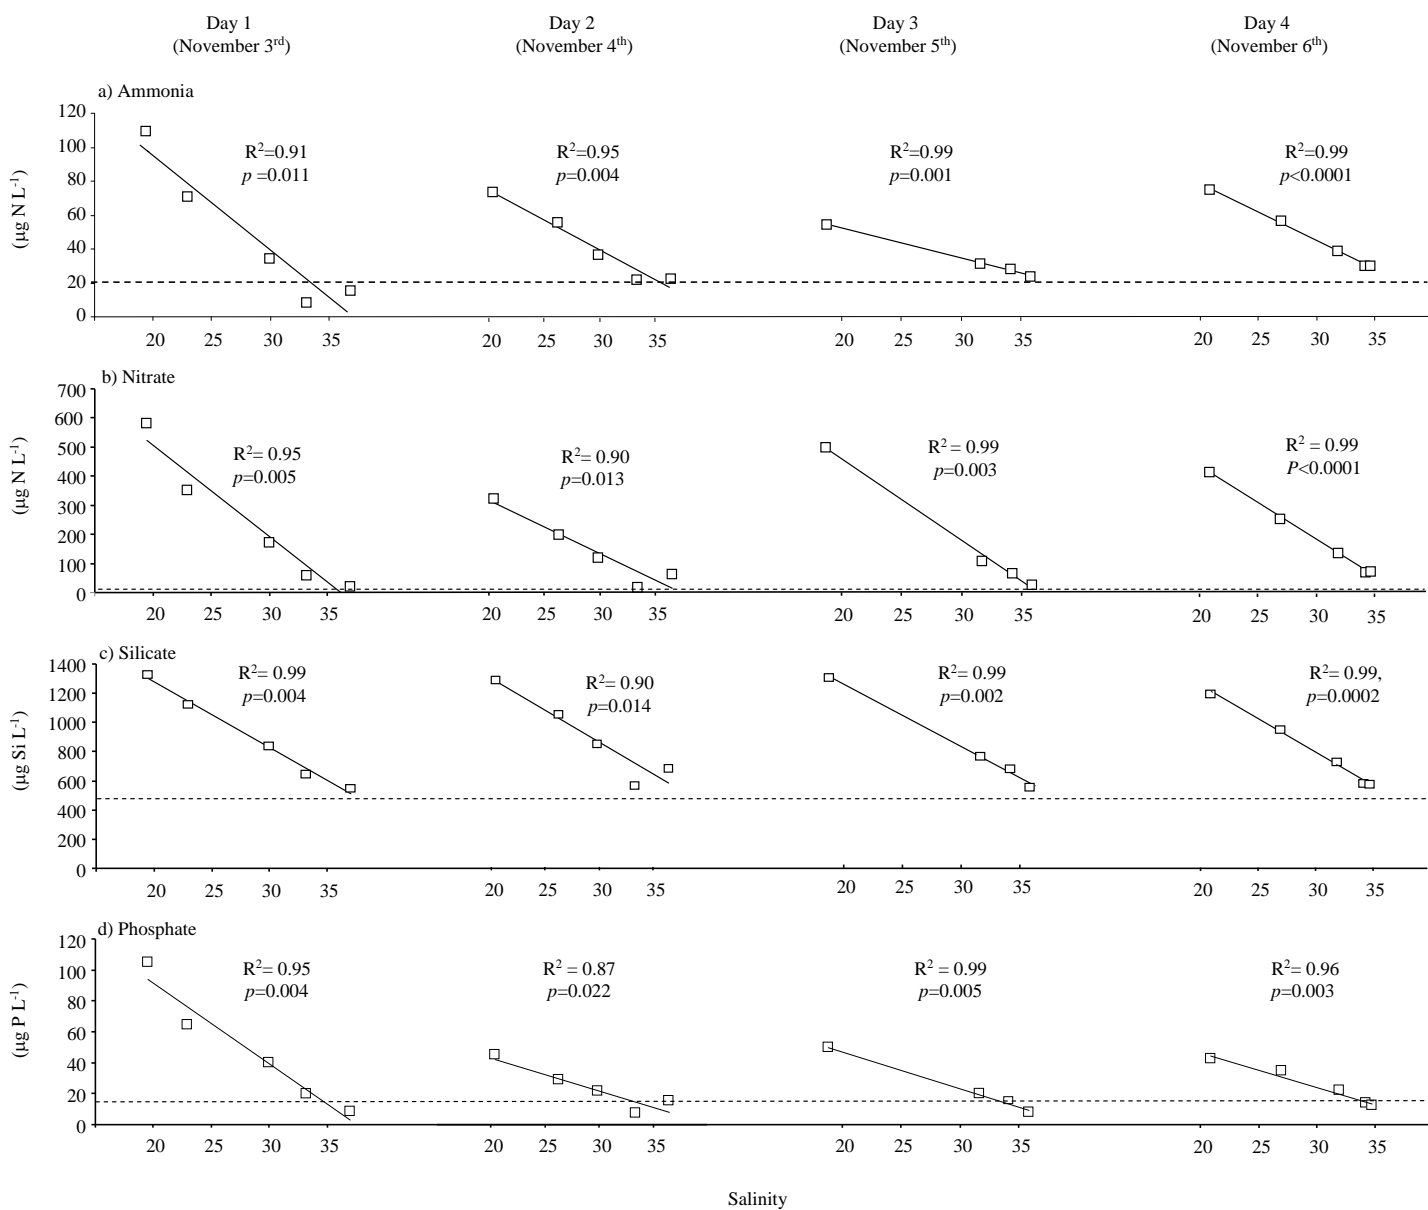 Day 1 Day 2 Day 3 Day 4
(November 3rd) (November 4th) (November 5th) (November 6th)
a) Ammonia
(µg N L-1)
120
100
80
60
40
20
0
R2=0.91 R2=0.95 R2=0.99 R2=0.99
p =0.011 p=0.004 p=0.001 p<0.0001
20 25 30 35 20 25 30 35 20 25 30 35 20 25 30 35
b) Nitrate
(µg N L-1)
700
600
500
400
300
200
100
0
R2= 0.95 R2= 0.90 R2 = 0.99 R2 = 0.99
p=0.005 p=0.013 p=0.003 P<0.0001
20 25 30 35 20 25 30 35 20 25 30 35 20 25 30 35
c) Silicate
(µg Si L-1)
1400
1200
1000
800
600
400
200
0
R2= 0.99 R2= 0.90 R2= 0.99 R2= 0.99,
p=0.004 p=0.014 p=0.002 p=0.0002
20 25 30 35 20 25 30 35 20 25 30 35 20 25 30 35
d) Phosphate
(µg P L-1)
120
100
80
60
40
20
0
R2= 0.95 R2 = 0.87 R2 = 0.99 R2= 0.96
p=0.004 p=0.022 p=0.005 p=0.003
20 25 30 35 20 25 30 35 20 25 30 35 20 25 30 35
Salinity